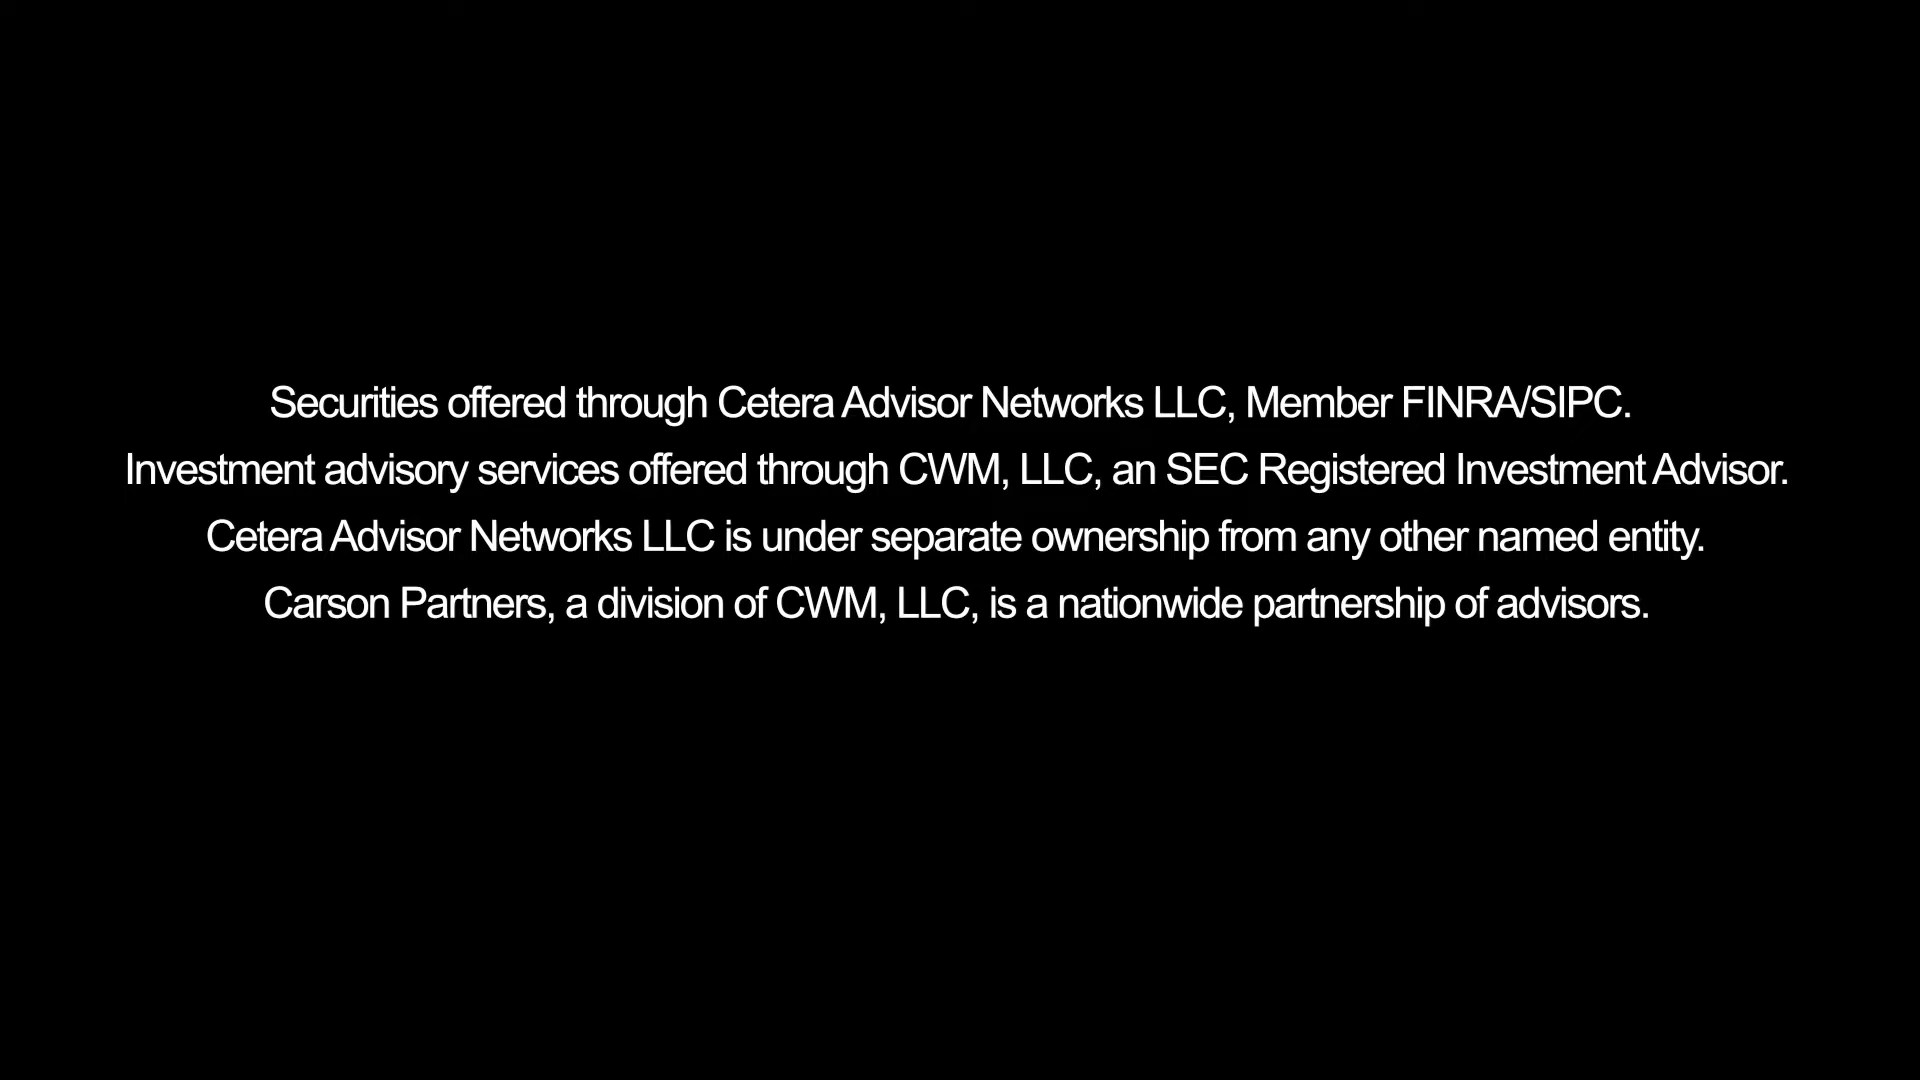 Securities offered through Cetera Advisor Networks LLC, Member FINRA/SIPC.
Investment advisory services offered through CWM, LLC, an SEC Registered Investment Advisor.
Cetera Advisor Networks LLC is under separate ownership from any other named entity.
Carson Partners, a division of CWM, LLC, is a nationwide partnership of advisors.